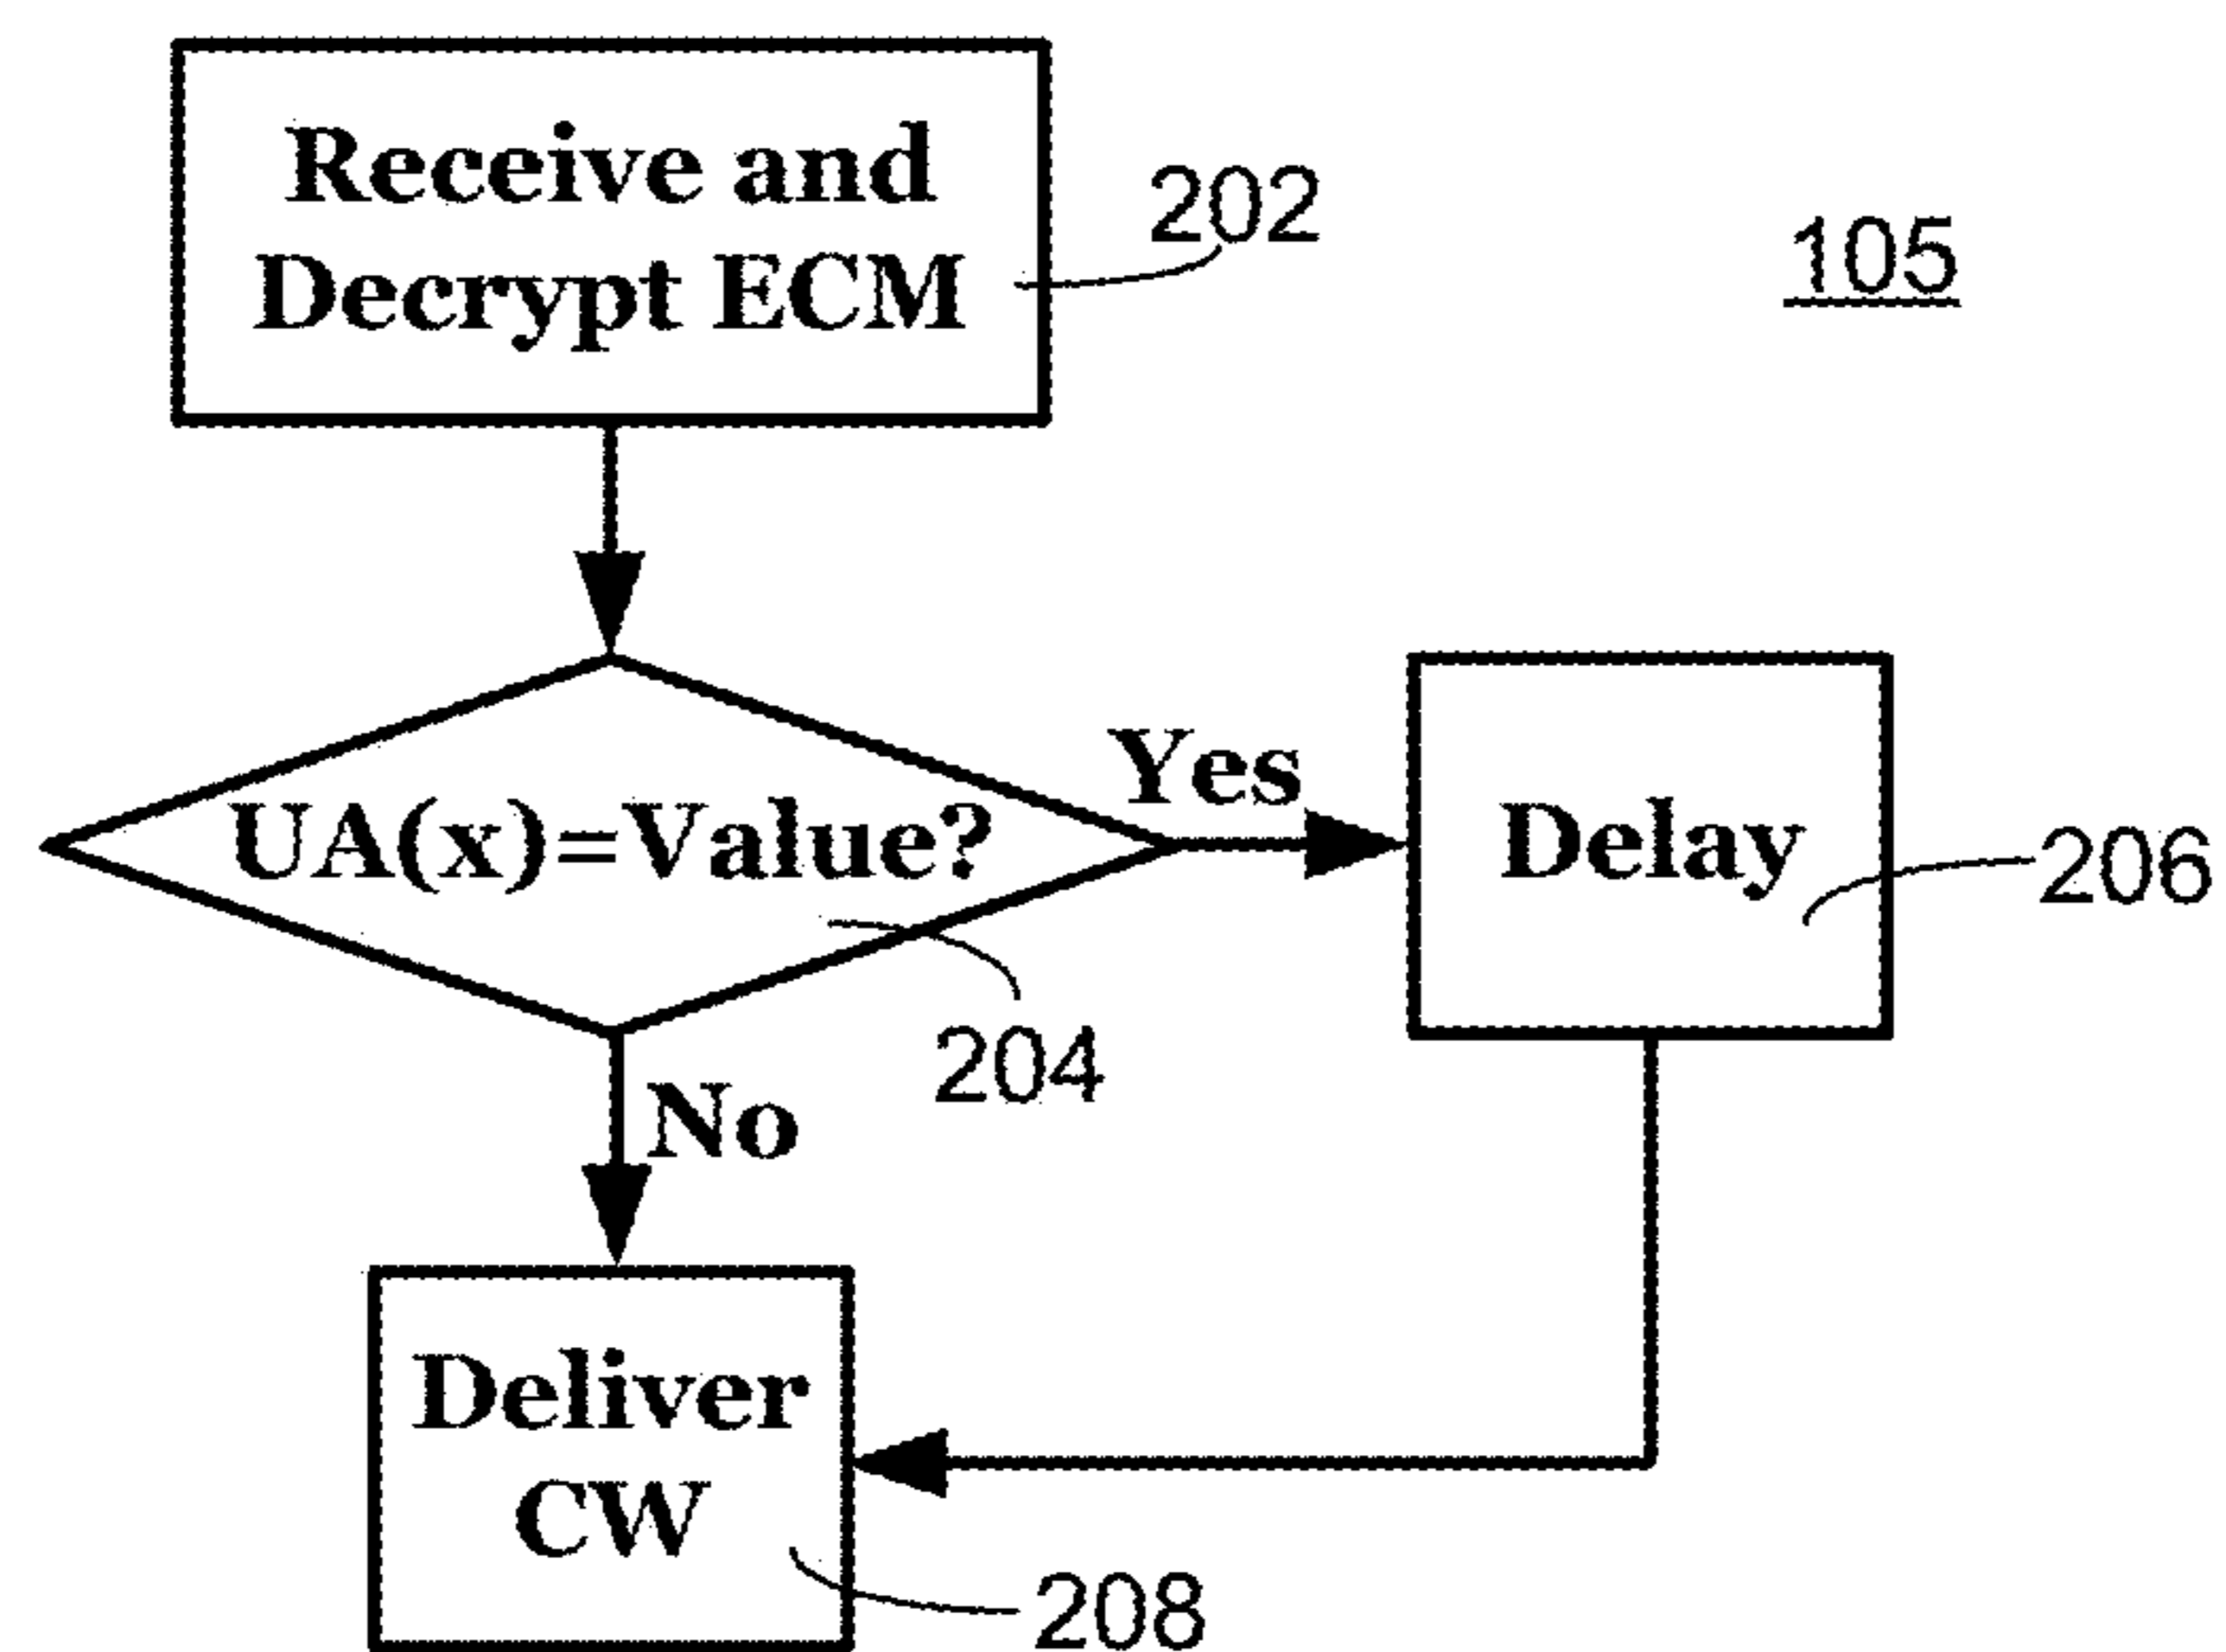 Receive and
Decrypt ECM
202
105
UA(x)=Value?
Yes
Delay
206
204
No
Deliver
CW
208